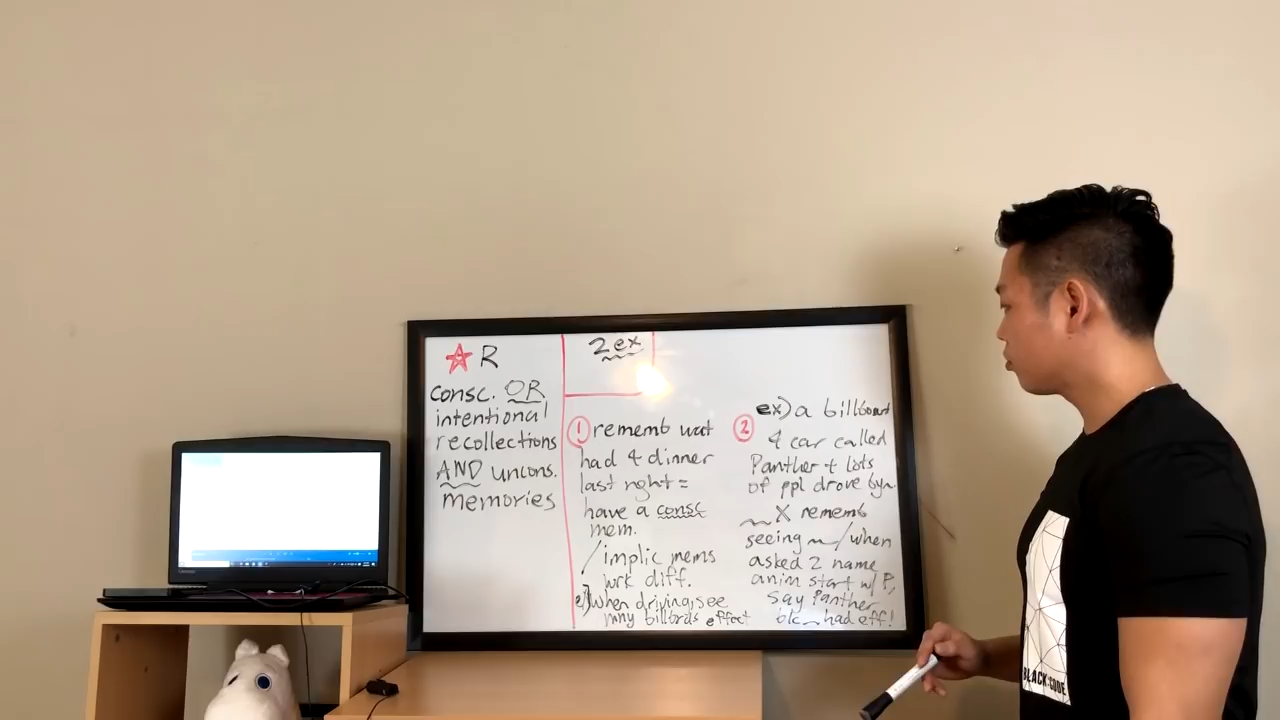 R
consc. OR
intentional
recollections
AND uncons.
memories
2 ex
1 rememb wat
had 4 dinner
last night =
have a consc
mem.
/ implic mems
wrk diff.
ex) when driving, see
many billbrds effect
2 ex) a billboard
4 car called
Panther + lots
of ppl drove by
X rememb
seeing / when
asked 2 name
anim start w/ P,
say Panther
b/c had eff!
BLACK:CODE